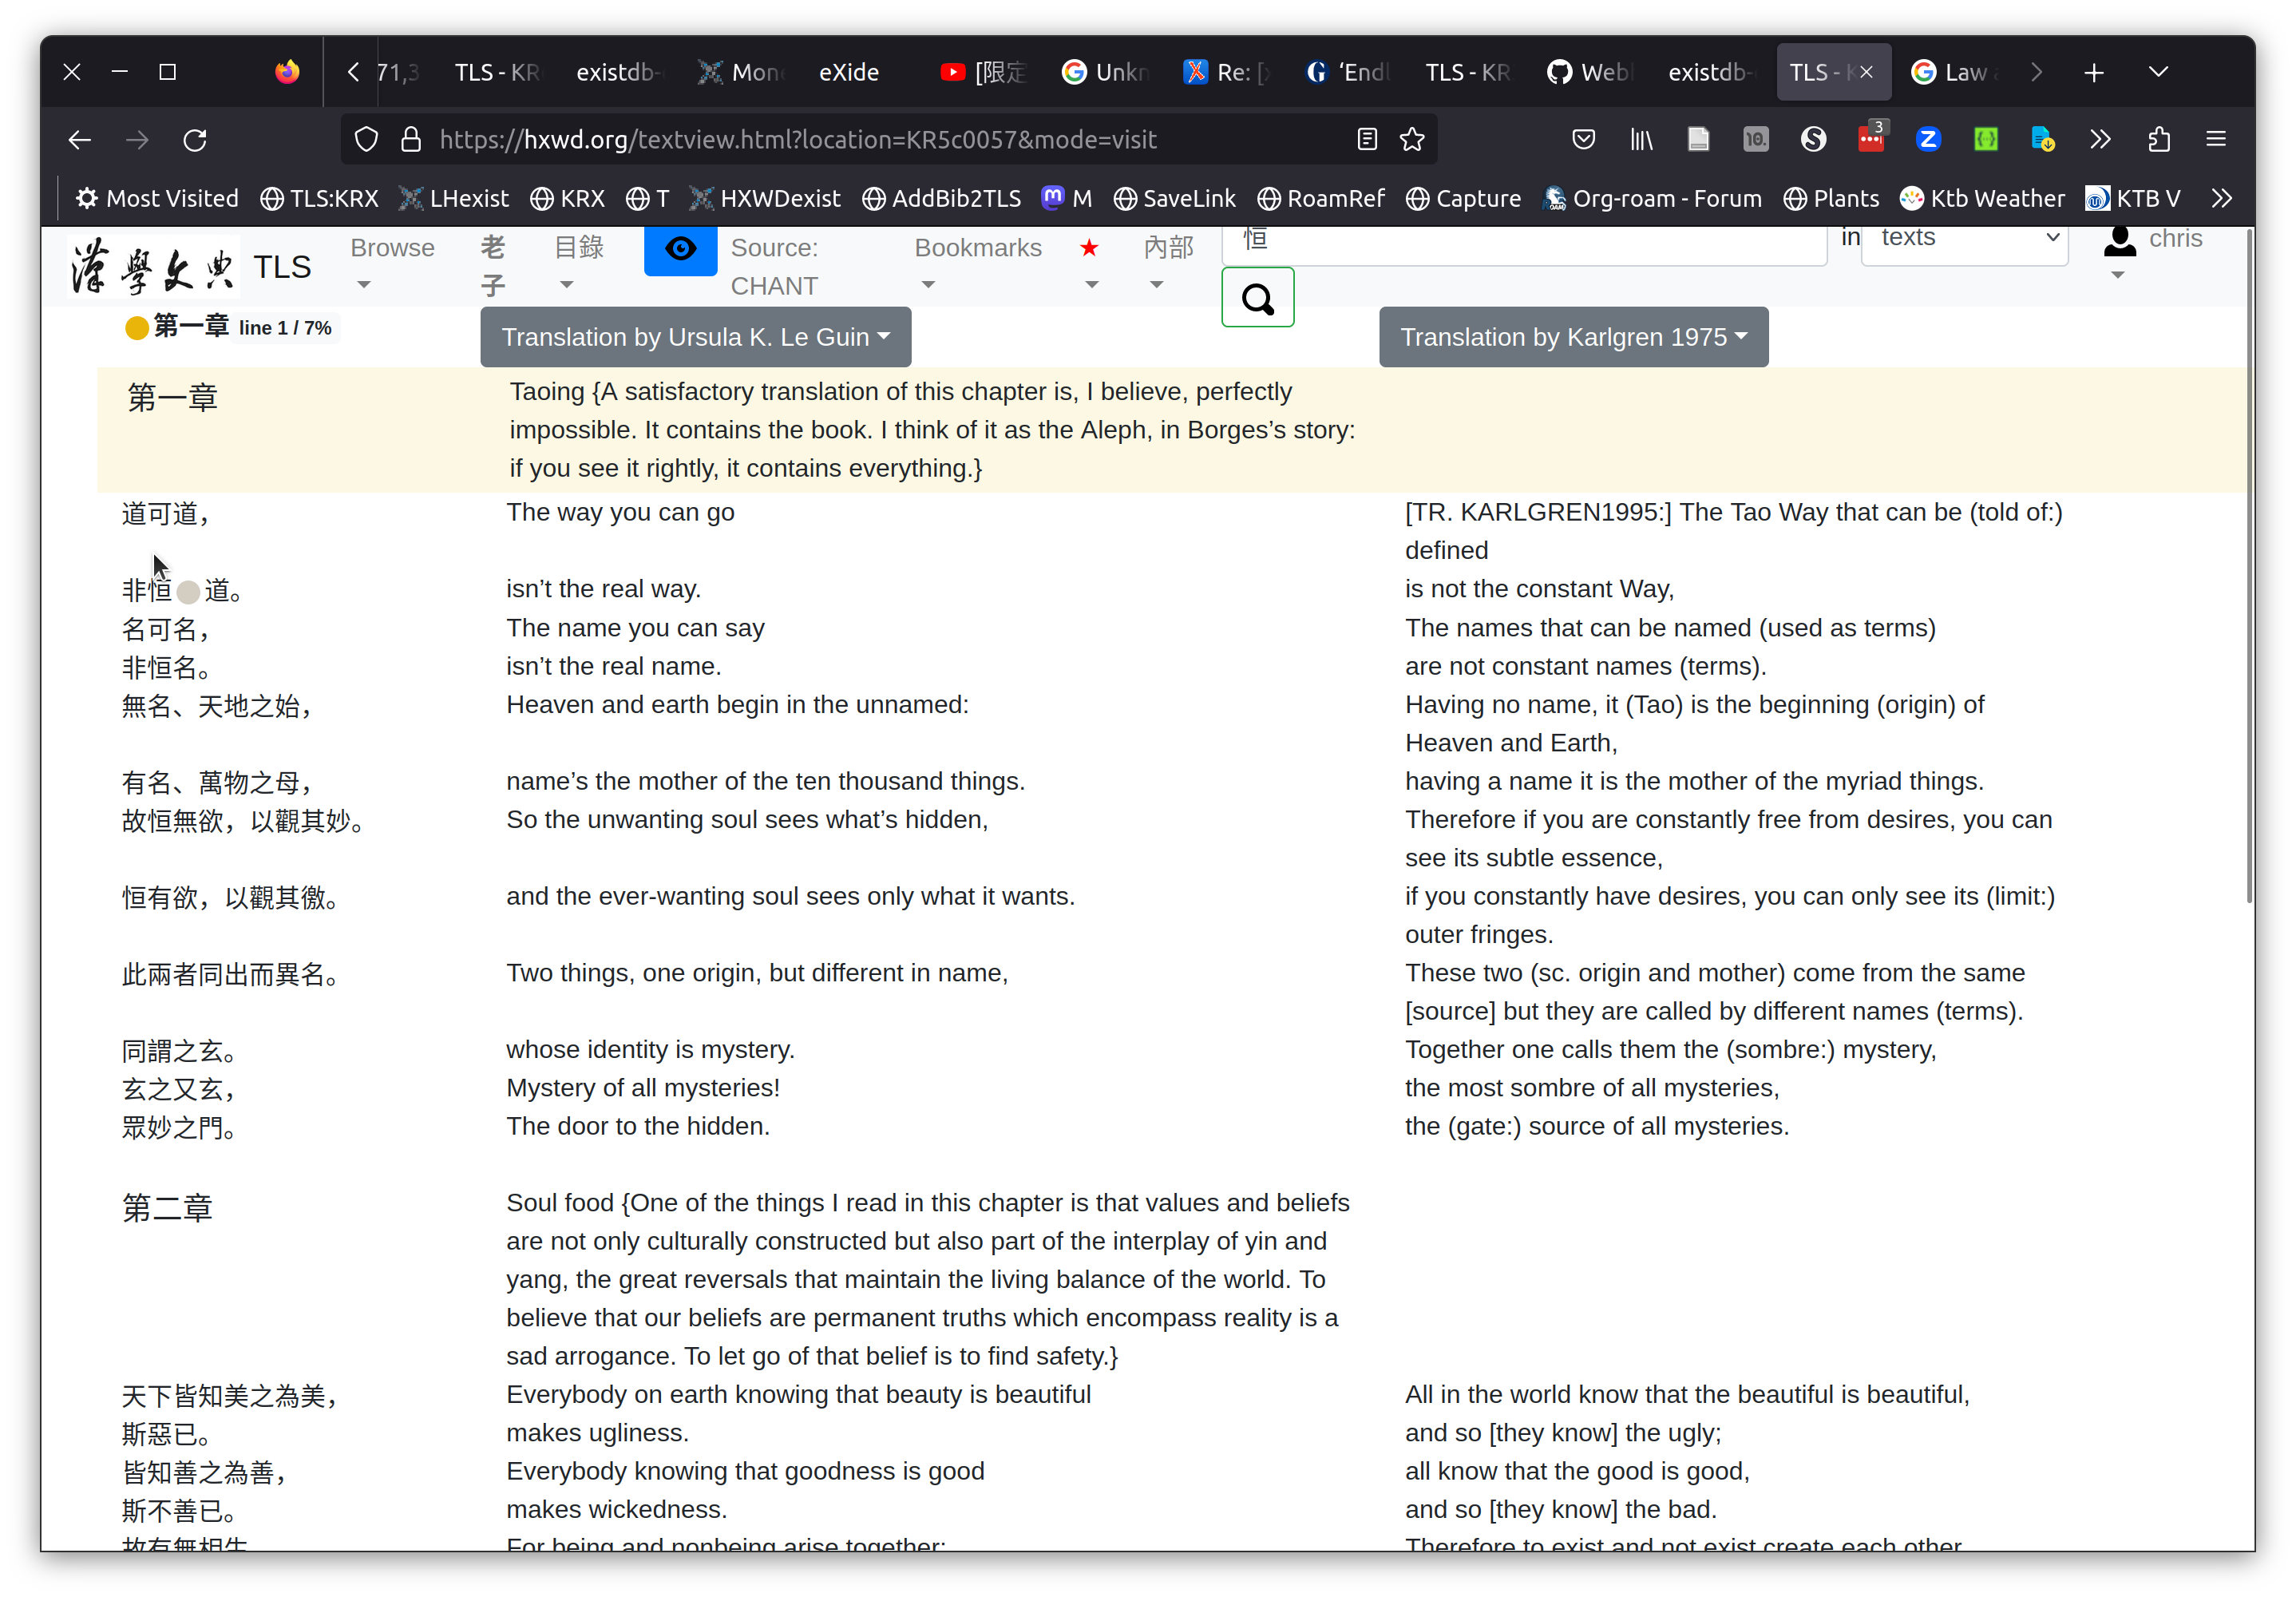 71,3 TLS - KR existdb- Mone eXide [限定 Unkn Re: [x ‘Endl TLS - KR Webl existdb- TLS - K Law a
https://hxwd.org/textview.html?location=KR5c0057&mode=visit 10. 3
Most Visited TLS:KRX LHexist KRX T HXWDexist AddBib2TLS M SaveLink RoamRef Capture Org-roam - Forum Plants Ktb Weather KTB V
漢學文典 TLS Browse 老子 目錄 Source: CHANT Bookmarks ★ 內部 恒 in texts chris
第一章 line 1 / 7% Translation by Ursula K. Le Guin Translation by Karlgren 1975
第一章 Taoing {A satisfactory translation of this chapter is, I believe, perfectly
impossible. It contains the book. I think of it as the Aleph, in Borges’s story:
if you see it rightly, it contains everything.}
道可道， The way you can go [TR. KARLGREN1995:] The Tao Way that can be (told of:)
defined
非恒道。 isn’t the real way. is not the constant Way,
名可名， The name you can say The names that can be named (used as terms)
非恒名。 isn’t the real name. are not constant names (terms).
無名、天地之始， Heaven and earth begin in the unnamed: Having no name, it (Tao) is the beginning (origin) of
Heaven and Earth,
有名、萬物之母， name’s the mother of the ten thousand things. having a name it is the mother of the myriad things.
故恒無欲，以觀其妙。 So the unwanting soul sees what’s hidden, Therefore if you are constantly free from desires, you can
see its subtle essence,
恒有欲，以觀其徼。 and the ever-wanting soul sees only what it wants. if you constantly have desires, you can only see its (limit:)
outer fringes.
此兩者同出而異名。 Two things, one origin, but different in name, These two (sc. origin and mother) come from the same
[source] but they are called by different names (terms).
同謂之玄。 whose identity is mystery. Together one calls them the (sombre:) mystery,
玄之又玄， Mystery of all mysteries! the most sombre of all mysteries,
眾妙之門。 The door to the hidden. the (gate:) source of all mysteries.
第二章 Soul food {One of the things I read in this chapter is that values and beliefs
are not only culturally constructed but also part of the interplay of yin and
yang, the great reversals that maintain the living balance of the world. To
believe that our beliefs are permanent truths which encompass reality is a
sad arrogance. To let go of that belief is to find safety.}
天下皆知美之為美， Everybody on earth knowing that beauty is beautiful All in the world know that the beautiful is beautiful,
斯惡已。 makes ugliness. and so [they know] the ugly;
皆知善之為善， Everybody knowing that goodness is good all know that the good is good,
斯不善已。 makes wickedness. and so [they know] the bad.
故有無相生 For being and nonbeing arise together; Therefore to exist and not exist create each other